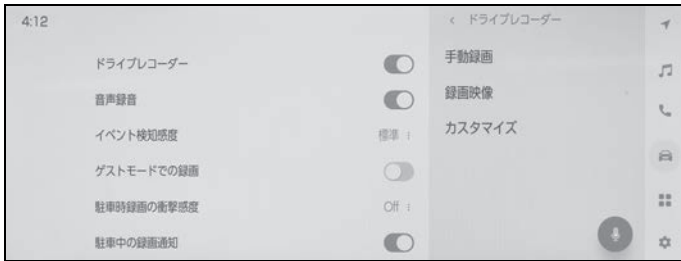 4:12
ドライブレコーダー
音声録音
イベント検知感度 標準
ゲストモードでの録画
駐車時録画の衝撃感度 Off
駐車中の録画通知
< ドライブレコーダー
手動録画
録画映像
カスタマイズ